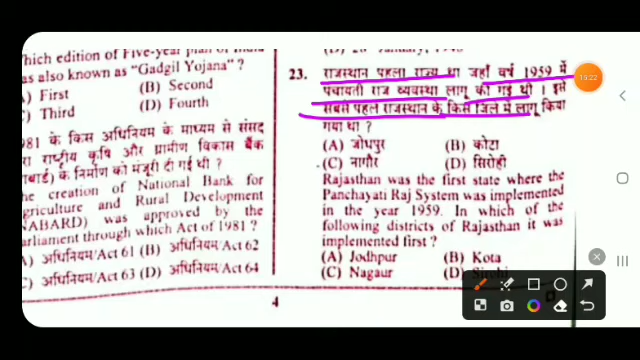 hich edition of Five-year plan of India
as also known as "Gadgil Yojana" ?
) First (B) Second
) Third (D) Fourth
981 के किस अधिनियम के माध्यम से संसद
रा राष्ट्रीय कृषि और ग्रामीण विकास बैंक
बार्ड) के निर्माण को मंजूरी दी गई थी ?
he creation of National Bank for
griculture and Rural Development
NABARD) was approved by the
arliament through which Act of 1981 ?
) अधिनियम/Act 61 (B) अधिनियम/Act 62
) अधिनियम/Act 63 (D) अधिनियम/Act 64
23. राजस्थान पहला राज्य था जहाँ वर्ष 1959 में
पंचायती राज व्यवस्था लागू की गई थी । इसे
सबसे पहले राजस्थान के किस जिले में लागू किया
गया था ?
(A) जोधपुर (B) कोटा
(C) नागौर (D) सिरोही
Rajasthan was the first state where the
Panchayati Raj System was implemented
in the year 1959. In which of the
following districts of Rajasthan it was
implemented first ?
(A) Jodhpur (B) Kota
(C) Nagaur (D)
4
15:22